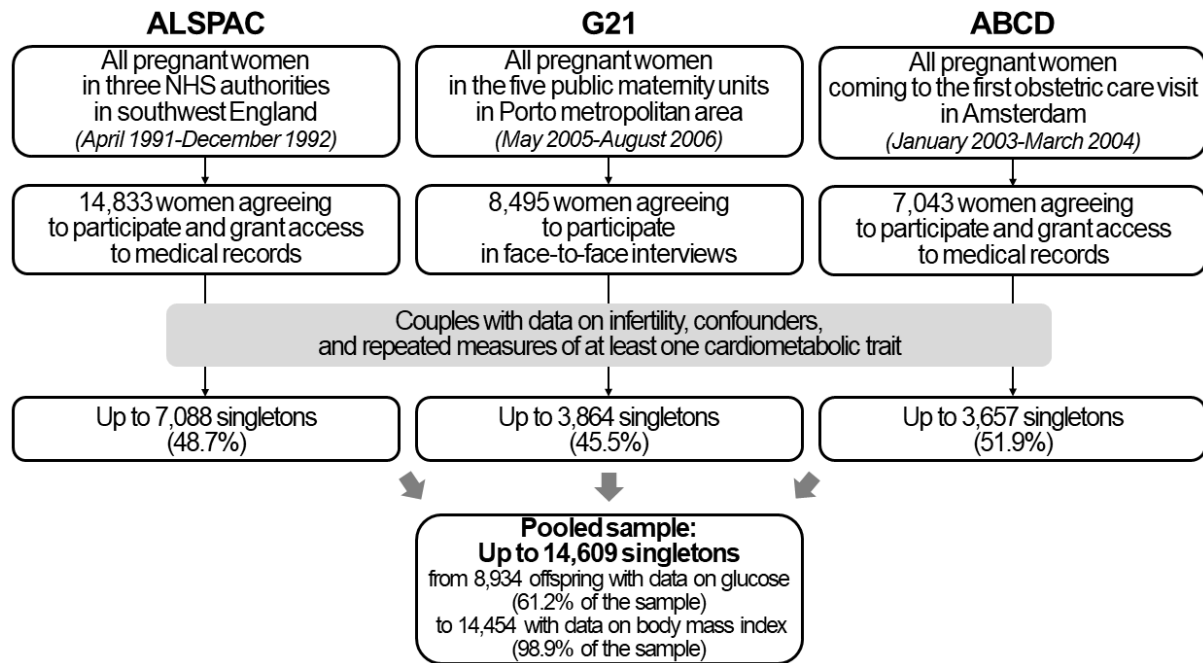 ALSPAC
All pregnant women
in three NHS authorities
in southwest England
(April 1991-December 1992)
14,833 women agreeing
to participate and grant access
to medical records
G21
All pregnant women
in the five public maternity units
in Porto metropolitan area
(May 2005-August 2006)
8,495 women agreeing
to participate
in face-to-face interviews
ABCD
All pregnant women
coming to the first obstetric care visit
in Amsterdam
(January 2003-March 2004)
7,043 women agreeing
to participate and grant access
to medical records
Couples with data on infertility, confounders,
and repeated measures of at least one cardiometabolic trait
Up to 7,088 singletons
(48.7%)
Up to 3,864 singletons
(45.5%)
Up to 3,657 singletons
(51.9%)
Pooled sample:
Up to 14,609 singletons
from 8,934 offspring with data on glucose
(61.2% of the sample)
to 14,454 with data on body mass index
(98.9% of the sample)